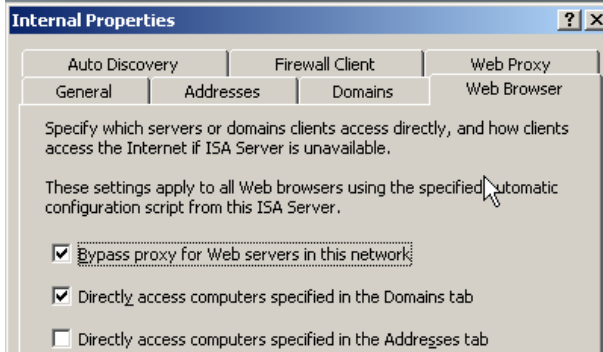 Internal Properties ? X
Auto Discovery Firewall Client Web Proxy
General Addresses Domains Web Browser
Specify which servers or domains clients access directly, and how clients
access the Internet if ISA Server is unavailable.
These settings apply to all Web browsers using the specified automatic
configuration script from this ISA Server.
Bypass proxy for Web servers in this network
Directly access computers specified in the Domains tab
Directly access computers specified in the Addresses tab